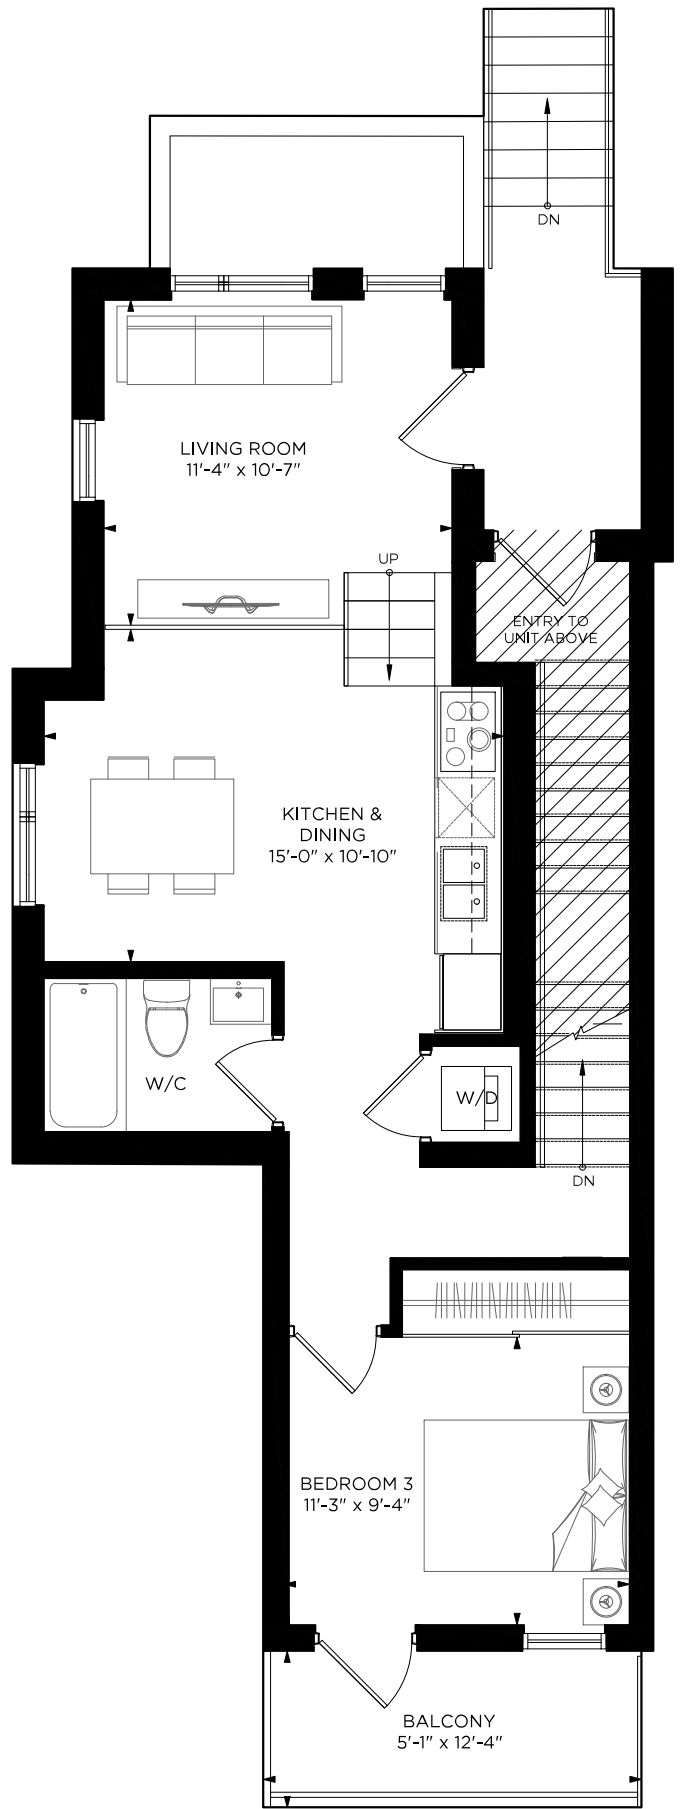 DN
LIVING ROOM
11'-4" x 10'-7"
UP
ENTRY TO
UNIT ABOVE
KITCHEN &
DINING
15'-0" x 10'-10"
W/C
W/D
DN
BEDROOM 3
11'-3" x 9'-4"
BALCONY
5'-1" x 12'-4"